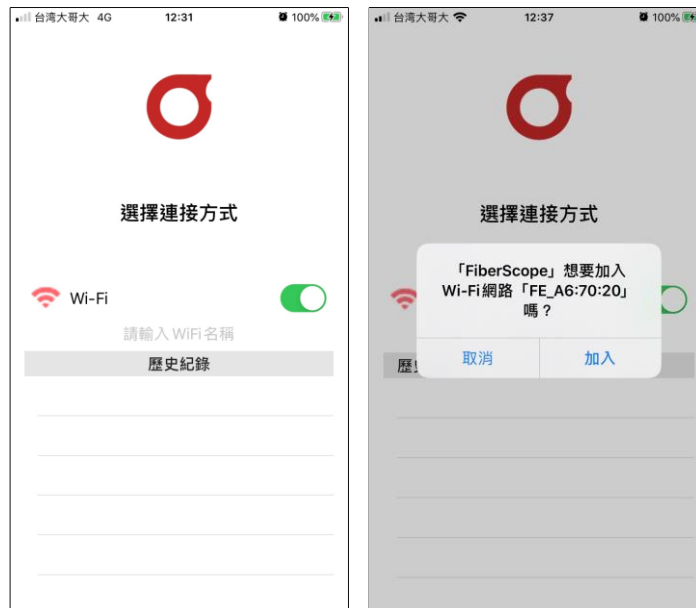 台湾大哥大 4G 12:31 100%
選擇連接方式
Wi-Fi
請輸入 WiFi 名稱
歷史紀錄
台湾大哥大 12:37 100%
選擇連接方式
「FiberScope」想要加入
Wi-Fi 網路「FE_A6:70:20」
嗎？
取消 加入
歷